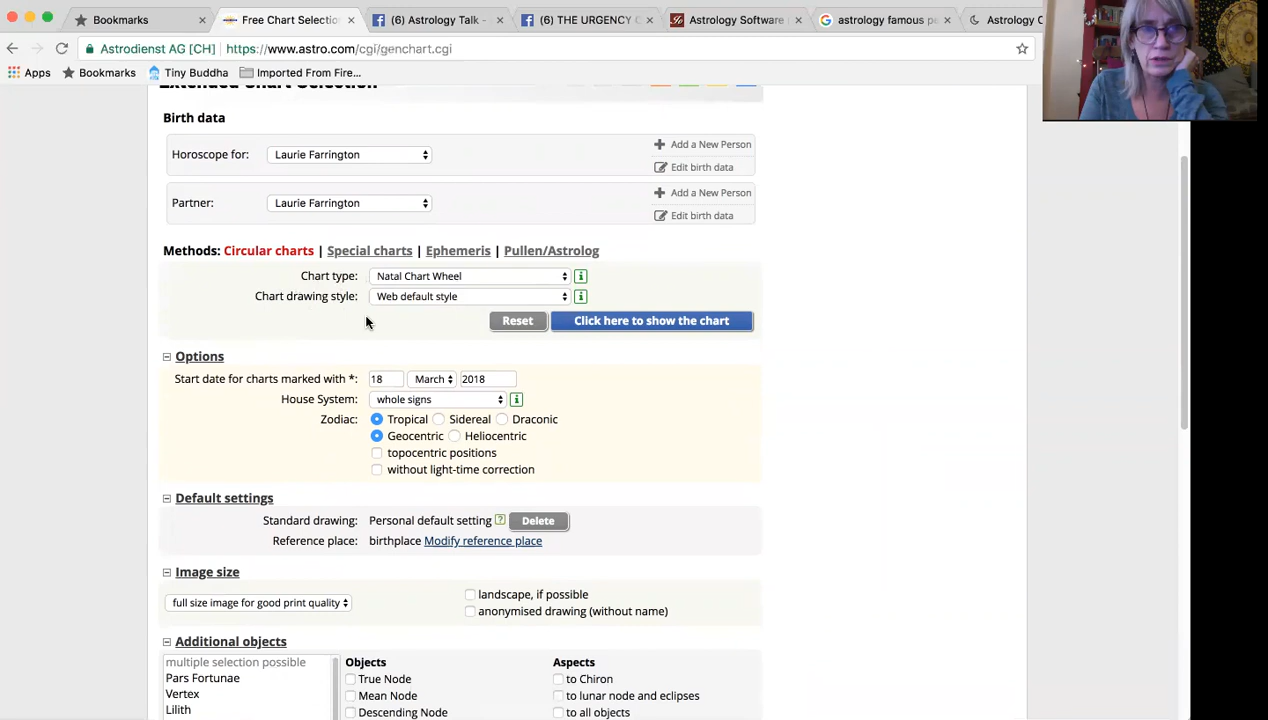 Bookmarks
Free Chart Selectio
(6) Astrology Talk -
(6) THE URGENCY
Astrology Software
astrology famous pe
Astrology C
Astrodienst AG [CH] https://www.astro.com/cgi/genchart.cgi
Apps Bookmarks Tiny Buddha Imported From Fire...
Extended Chart Selection
Birth data
Horoscope for: Laurie Farrington
Add a New Person
Edit birth data
Partner: Laurie Farrington
Add a New Person
Edit birth data
Methods: Circular charts | Special charts | Ephemeris | Pullen/Astrolog
Chart type: Natal Chart Wheel
Chart drawing style: Web default style
Reset Click here to show the chart
Options
Start date for charts marked with *: 18 March 2018
House System: whole signs
Zodiac: Tropical Sidereal Draconic
Geocentric Heliocentric
topocentric positions
without light-time correction
Default settings
Standard drawing: Personal default setting ? Delete
Reference place: birthplace Modify reference place
Image size
full size image for good print quality
landscape, if possible
anonymised drawing (without name)
Additional objects
multiple selection possible
Pars Fortunae
Vertex
Lilith
Objects
True Node
Mean Node
Descending Node
Aspects
to Chiron
to lunar node and eclipses
to all objects